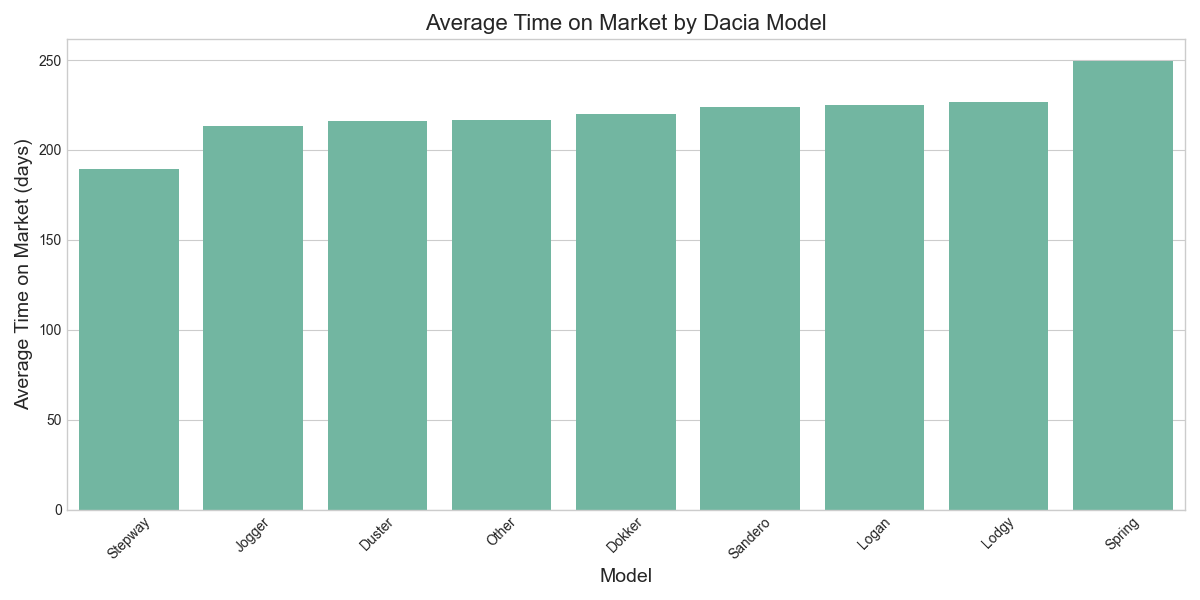 Average Time on Market by Dacia Model
Average Time on Market (days)
250
200
150
100
50
0
Stepway
Jogger
Duster
Other
Dokker
Sandero
Logan
Lodgy
Spring
Model